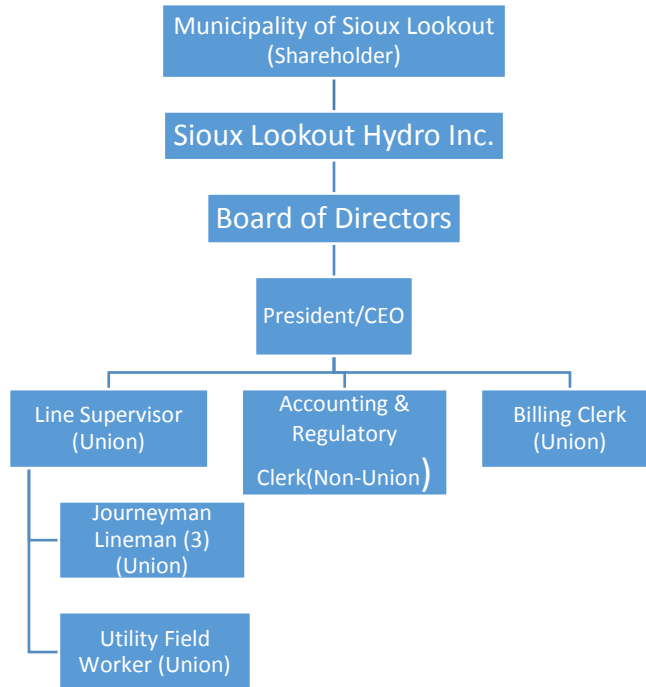 Municipality of Sioux Lookout
(Shareholder)
Sioux Lookout Hydro Inc.
Board of Directors
President/CEO
Line Supervisor
(Union)
Accounting &
Regulatory
Clerk(Non-Union)
Billing Clerk
(Union)
Journeyman
Lineman (3)
(Union)
Utility Field
Worker (Union)